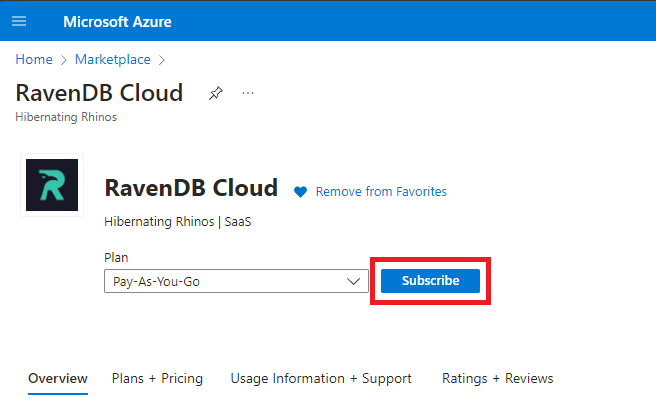 Microsoft Azure
Home > Marketplace >
RavenDB Cloud ...
Hibernating Rhinos
RavenDB Cloud Remove from Favorites
Hibernating Rhinos | SaaS
Plan
Pay-As-You-Go Subscribe
Overview Plans + Pricing Usage Information + Support Ratings + Reviews